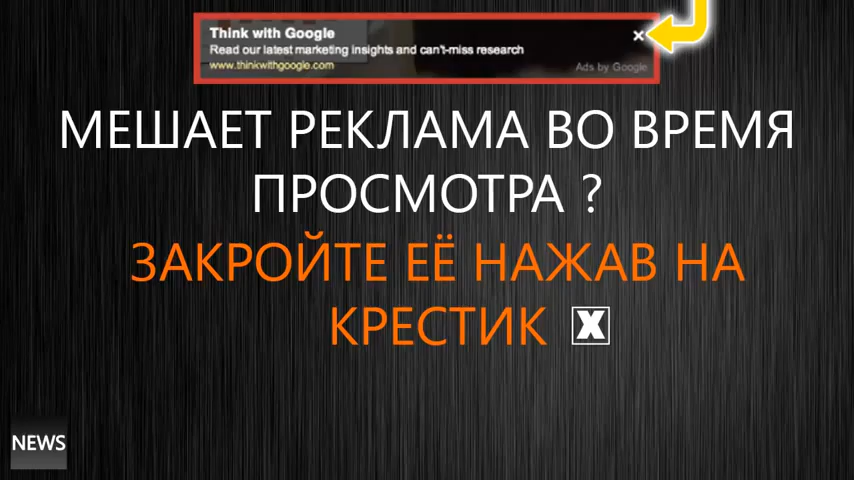 Think with Google
Read our latest marketing insights and can't-miss research
www.thinkwithgoogle.com
Ads by Google
МЕШАЕТ РЕКЛАМА ВО ВРЕМЯ
ПРОСМОТРА ?
ЗАКРОЙТЕ ЕЁ НАЖАВ НА
КРЕСТИК X
NEWS